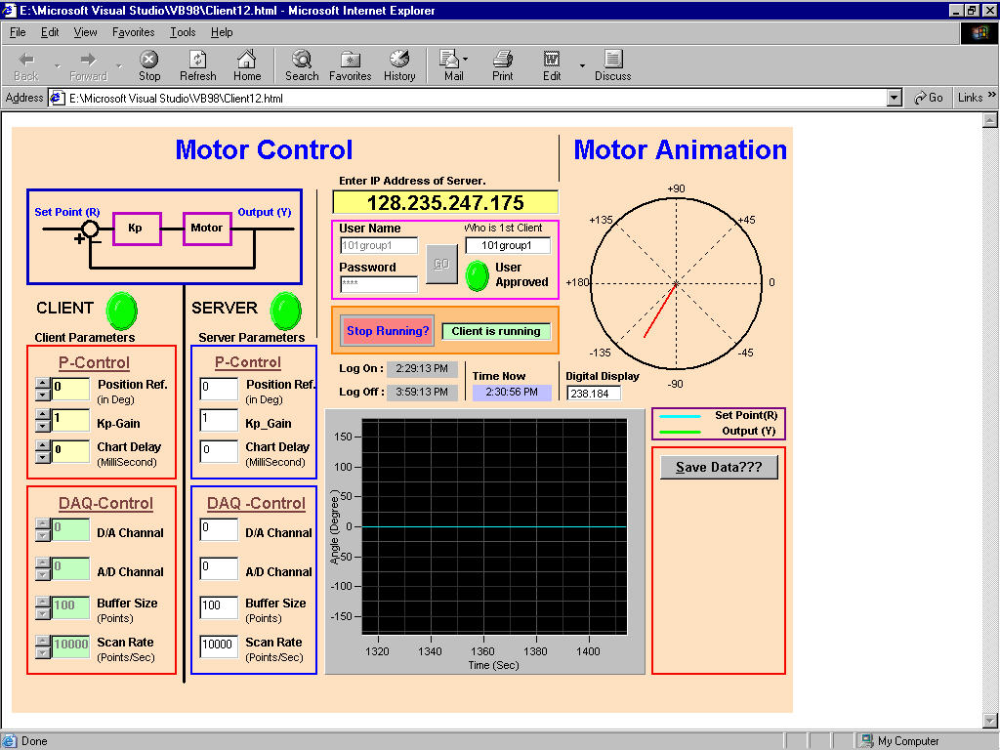 E:\Microsoft Visual Studio\VB98\Client12.html - Microsoft Internet Explorer
File Edit View Favorites Tools Help
Back Forward Stop Refresh Home Search Favorites History Mail Print Edit Discuss
Address E:\Microsoft Visual Studio\VB98\Client12.html Go Links »
Motor Control
Motor Animation
Set Point (R)
Output (Y)
Kp
Motor
+
−
Enter IP Address of Server.
128.235.247.175
User Name
101group1
Who is 1st Client
101group1
Password
****
GO
User
Approved
CLIENT
SERVER
Stop Running?
Client is running
Log On : 2:29:13 PM
Log Off : 3:59:13 PM
Time Now
2:30:56 PM
Digital Display
238.184
+90
+135
+45
+180
0
-135
-45
-90
Client Parameters
P-Control
0 Position Ref.
(in Deg)
1 Kp-Gain
0 Chart Delay
(MilliSecond)
DAQ-Control
0 D/A Channel
0 A/D Channel
100 Buffer Size
(Points)
10000 Scan Rate
(Points/Sec)
Server Parameters
P-Control
0 Position Ref.
(in Deg)
1 Kp_Gain
0 Chart Delay
(MilliSecond)
DAQ -Control
0 D/A Channel
0 A/D Channel
100 Buffer Size
(Points)
10000 Scan Rate
(Points/Sec)
Angle (Degree )
150
100
50
0
-50
-100
-150
1320 1340 1360 1380 1400
Time (Sec)
Set Point(R)
Output (Y)
Save Data???
Done
My Computer